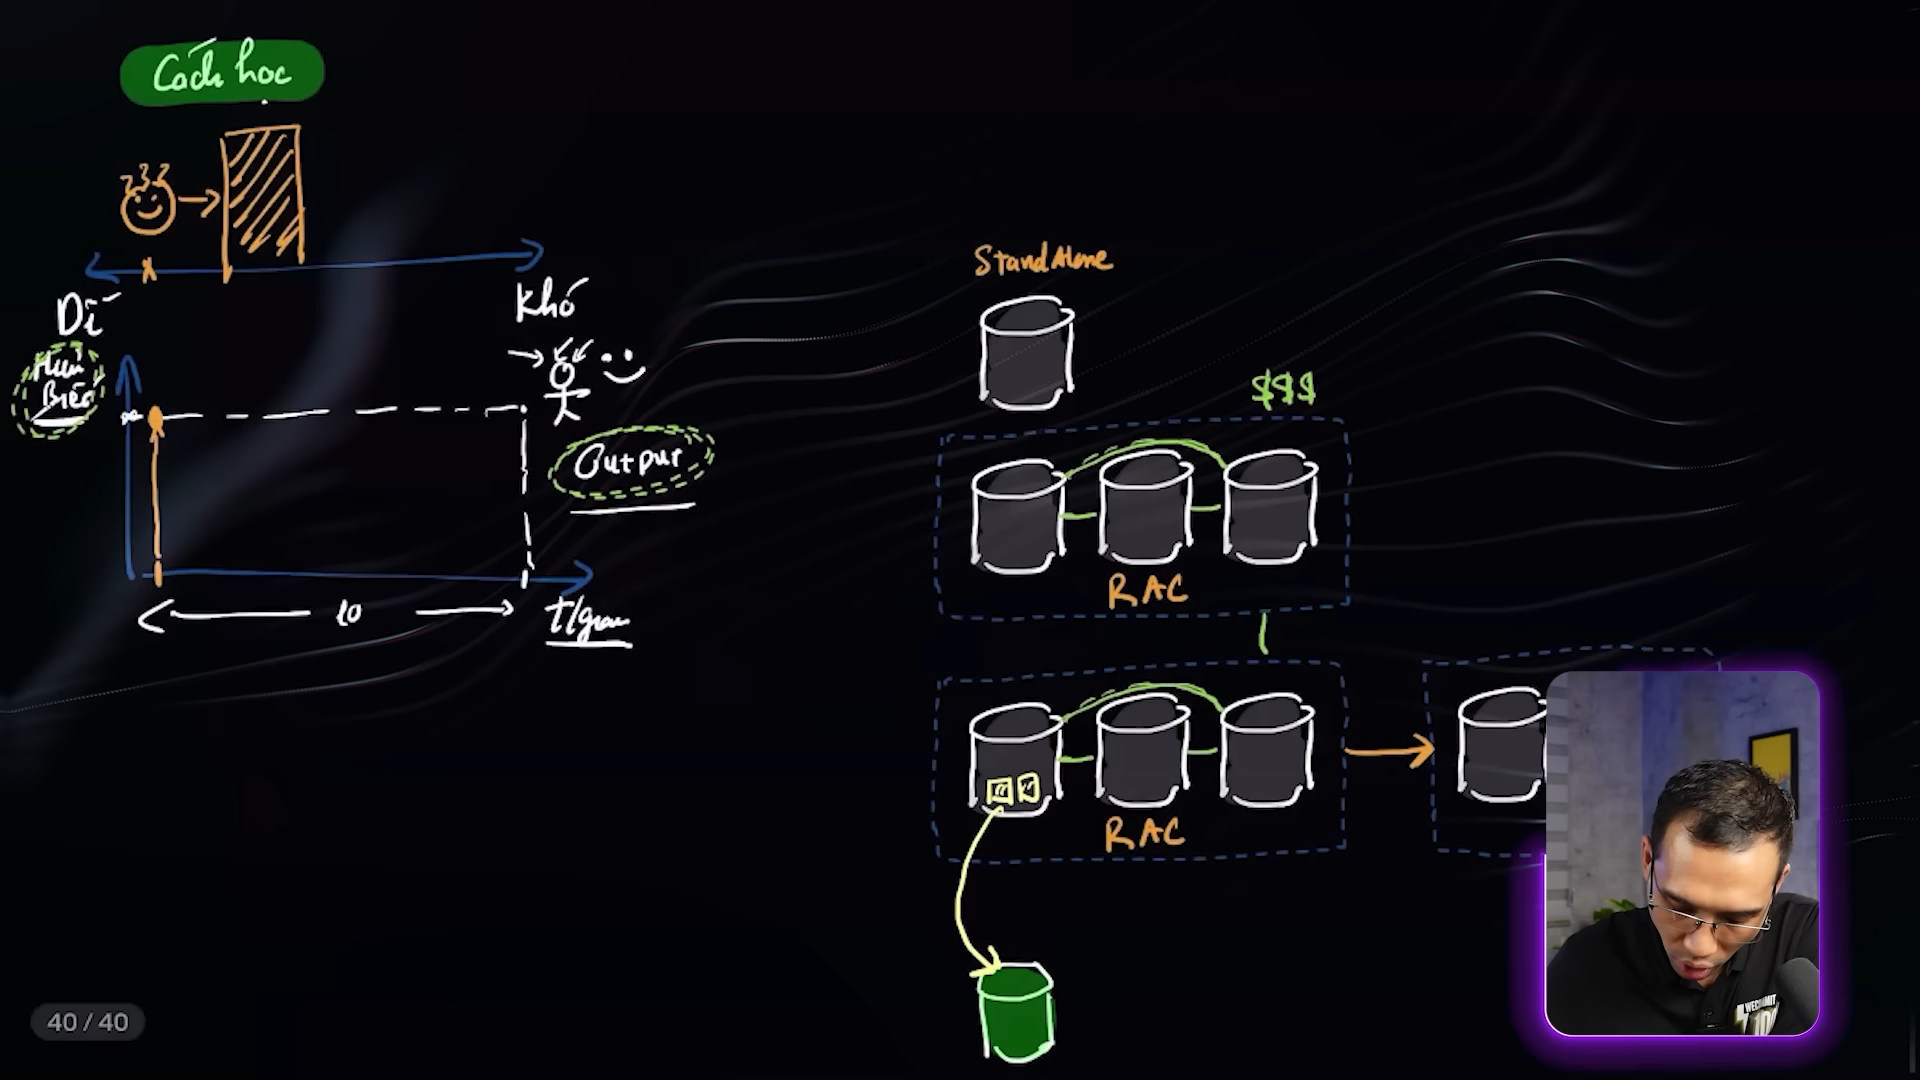 Cách học
Dễ
Khó
Hiểu
Biết
Output
10
t/gian
StandAlone
$$$
RAC
RAC
40 / 40